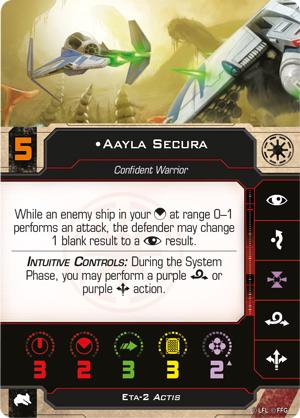 •Aayla Secura
5
Confident Warrior
While an enemy ship in your at range 0–1
performs an attack, the defender may change
1 blank result to a result.
Intuitive Controls: During the System
Phase, you may perform a purple or
purple action.
3 2 3 3 2
Eta-2 Actis
© LFL © FFG